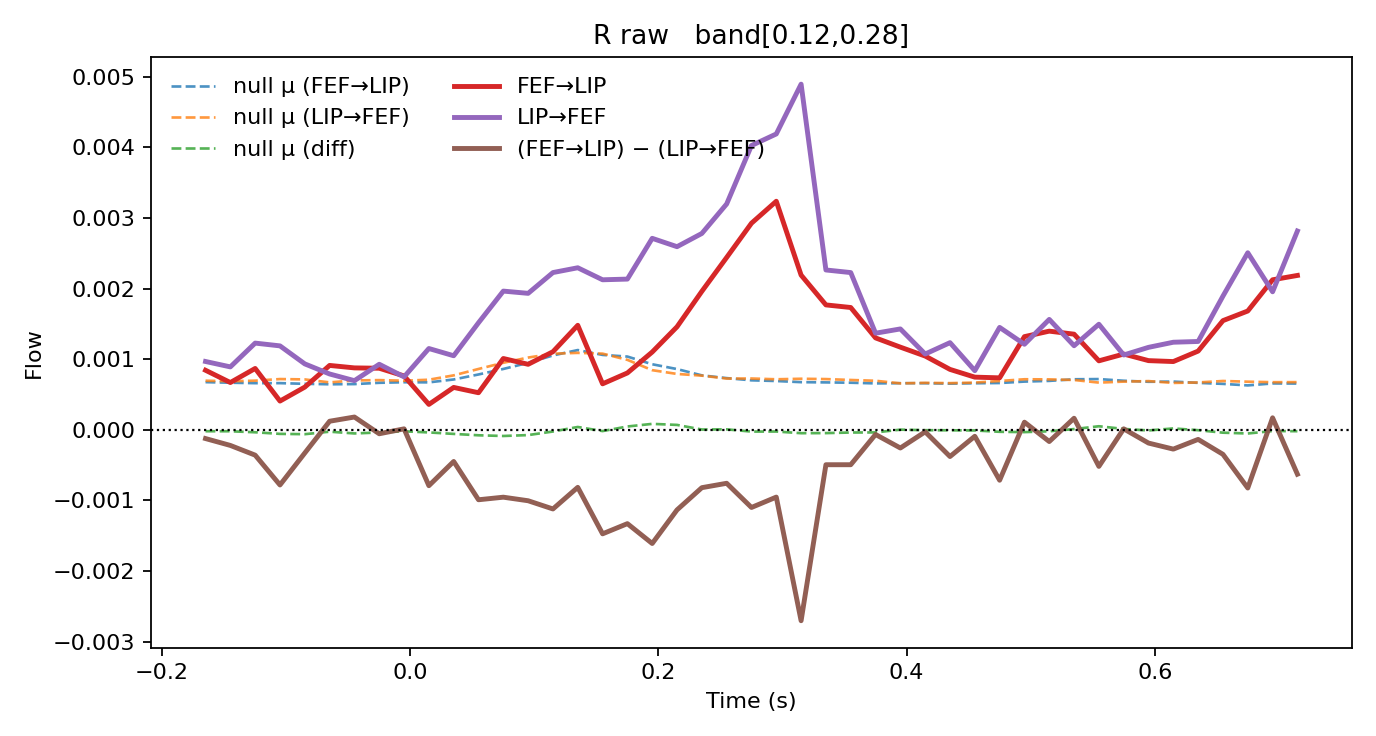 R raw   band[0.12,0.28]
null μ (FEF→LIP)
null μ (LIP→FEF)
null μ (diff)
FEF→LIP
LIP→FEF
(FEF→LIP) − (LIP→FEF)
Flow
0.005
0.004
0.003
0.002
0.001
0.000
−0.001
−0.002
−0.003
−0.2
0.0
0.2
0.4
0.6
Time (s)